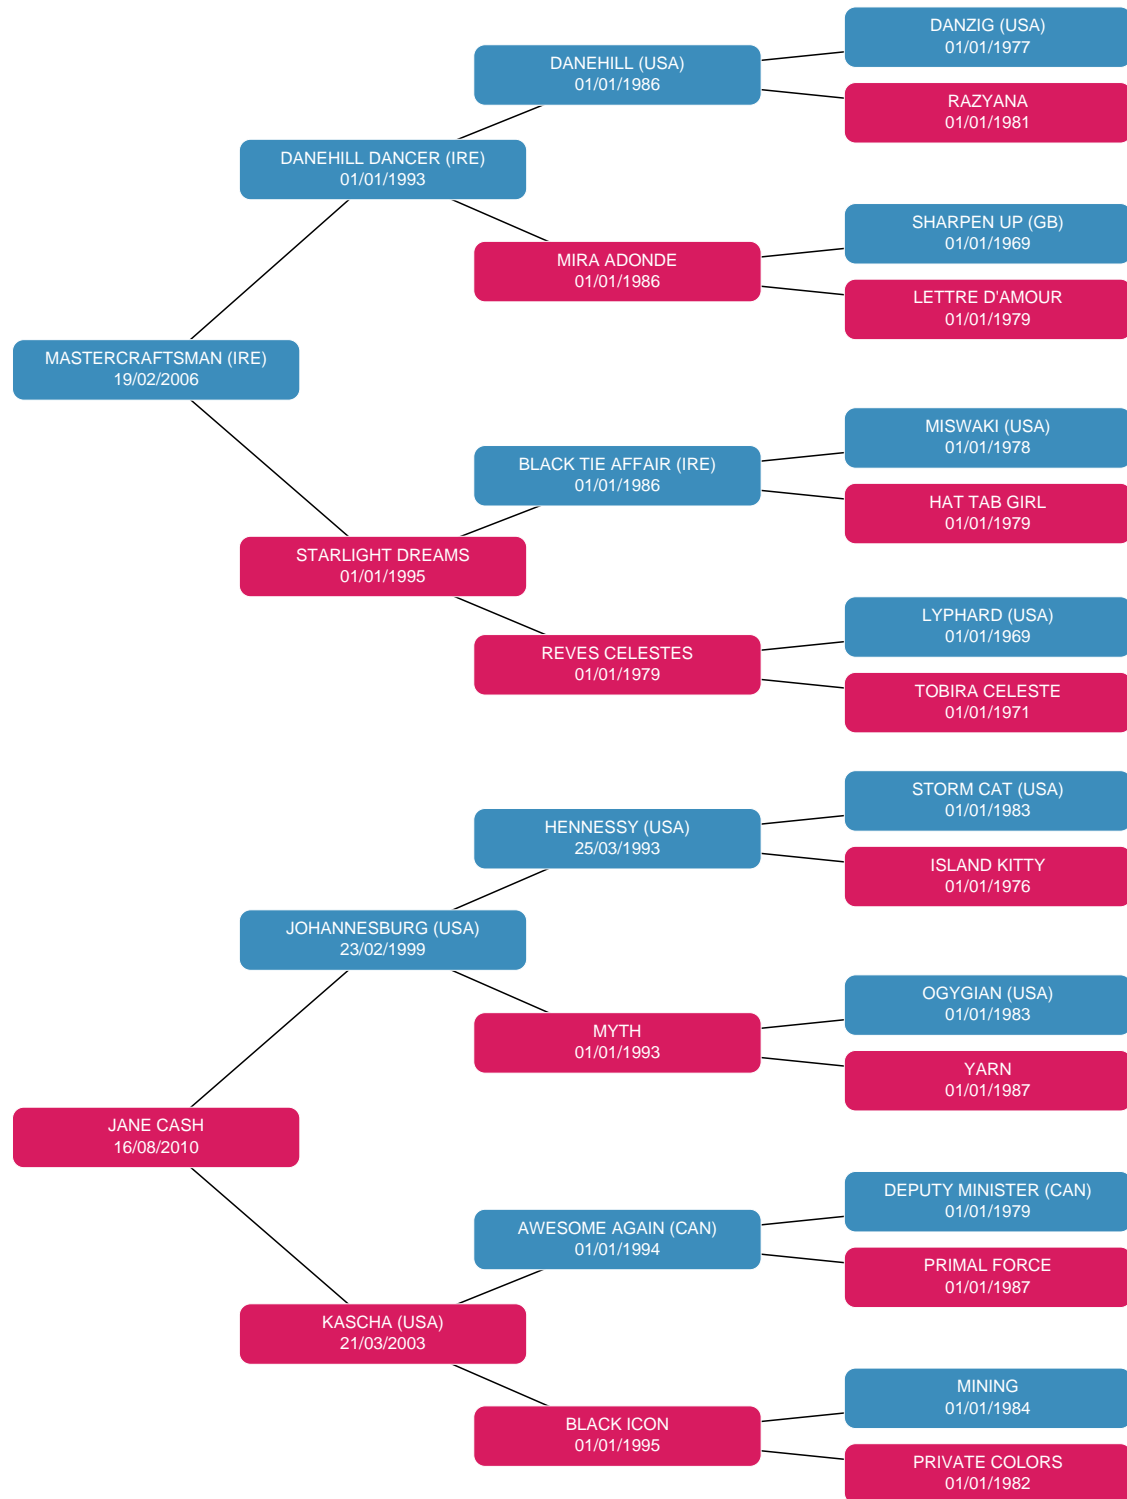 DANZIG (USA)
01/01/1977
DANEHILL (USA)
01/01/1986
RAZYANA
01/01/1981
DANEHILL DANCER (IRE)
01/01/1993
SHARPEN UP (GB)
01/01/1969
MIRA ADONDE
01/01/1986
LETTRE D'AMOUR
01/01/1979
MASTERCRAFTSMAN (IRE)
19/02/2006
MISWAKI (USA)
01/01/1978
BLACK TIE AFFAIR (IRE)
01/01/1986
HAT TAB GIRL
01/01/1979
STARLIGHT DREAMS
01/01/1995
LYPHARD (USA)
01/01/1969
REVES CELESTES
01/01/1979
TOBIRA CELESTE
01/01/1971
STORM CAT (USA)
01/01/1983
HENNESSY (USA)
25/03/1993
ISLAND KITTY
01/01/1976
JOHANNESBURG (USA)
23/02/1999
OGYGIAN (USA)
01/01/1983
MYTH
01/01/1993
YARN
01/01/1987
JANE CASH
16/08/2010
DEPUTY MINISTER (CAN)
01/01/1979
AWESOME AGAIN (CAN)
01/01/1994
PRIMAL FORCE
01/01/1987
KASCHA (USA)
21/03/2003
MINING
01/01/1984
BLACK ICON
01/01/1995
PRIVATE COLORS
01/01/1982